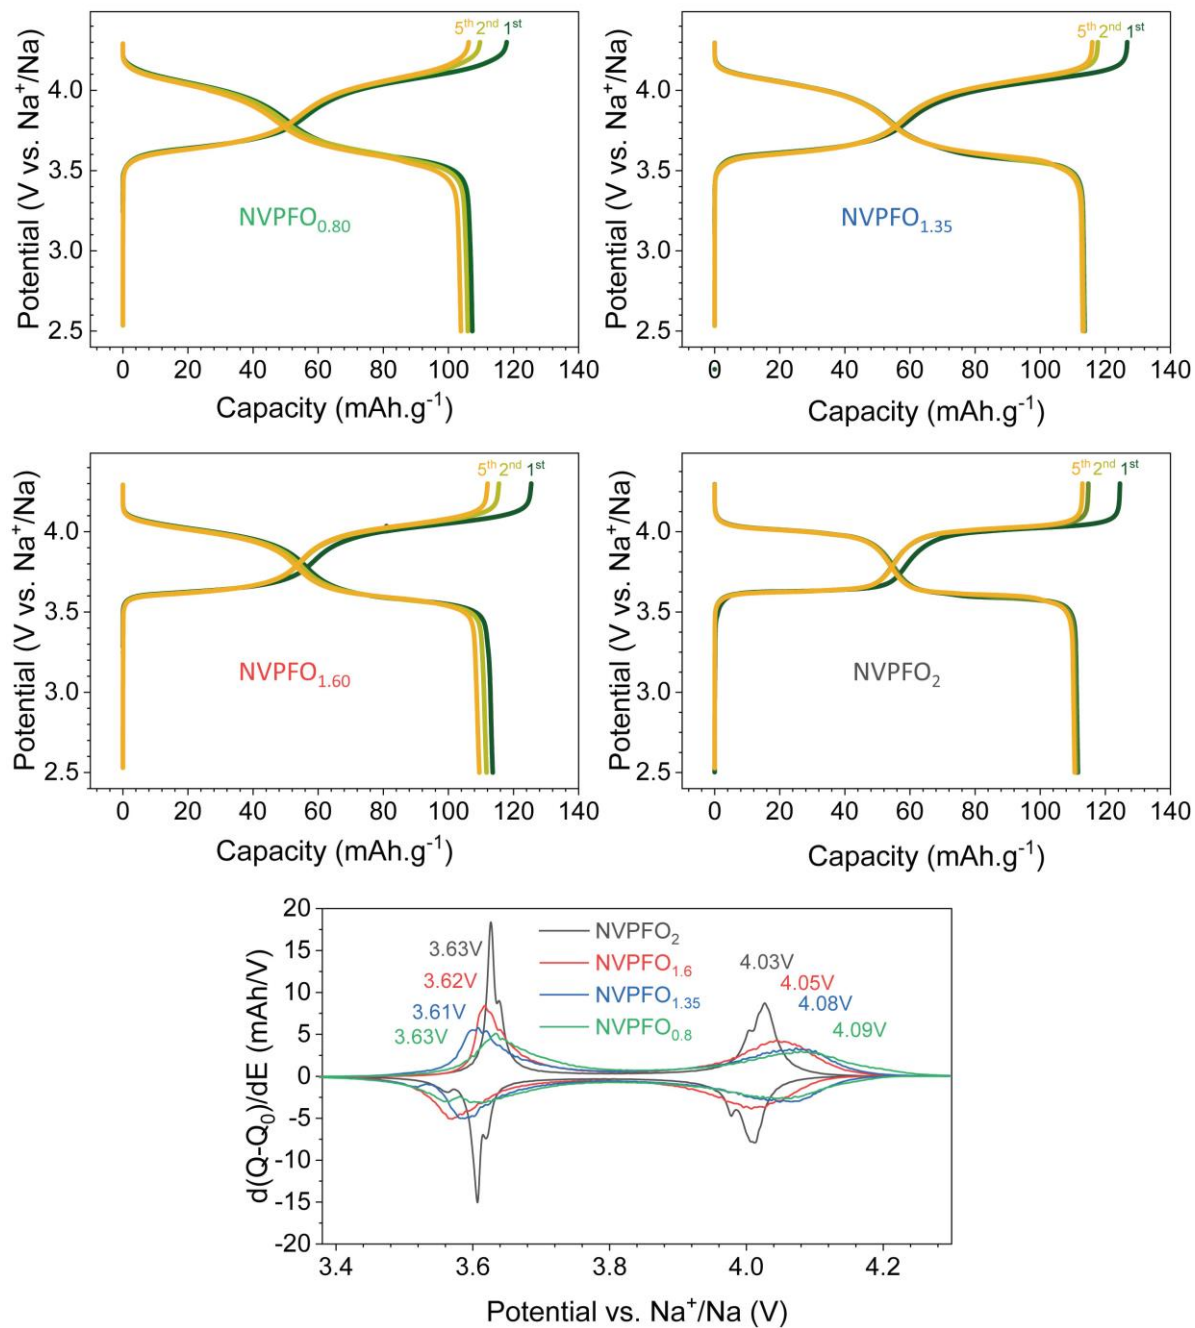 5th 2nd 1st
4.0
3.5
3.0
2.5
Potential (V vs. Na⁺/Na)
NVPFO₀.₈₀
0 20 40 60 80 100 120 140
Capacity (mAh.g⁻¹)
5th 2nd 1st
4.0
3.5
3.0
2.5
Potential (V vs. Na⁺/Na)
NVPFO₁.₃₅
0 20 40 60 80 100 120 140
Capacity (mAh.g⁻¹)
5th 2nd 1st
4.0
3.5
3.0
2.5
Potential (V vs. Na⁺/Na)
NVPFO₁.₆₀
0 20 40 60 80 100 120 140
Capacity (mAh.g⁻¹)
5th 2nd 1st
4.0
3.5
3.0
2.5
Potential (V vs. Na⁺/Na)
NVPFO₂
0 20 40 60 80 100 120 140
Capacity (mAh.g⁻¹)
20
15
10
5
0
-5
-10
-15
-20
d(Q-Q₀)/dE (mAh/V)
3.63V
3.62V
3.61V
3.63V
NVPFO₂
NVPFO₁.₆
NVPFO₁.₃₅
NVPFO₀.₈
4.03V
4.05V
4.08V
4.09V
3.4 3.6 3.8 4.0 4.2
Potential vs. Na⁺/Na (V)